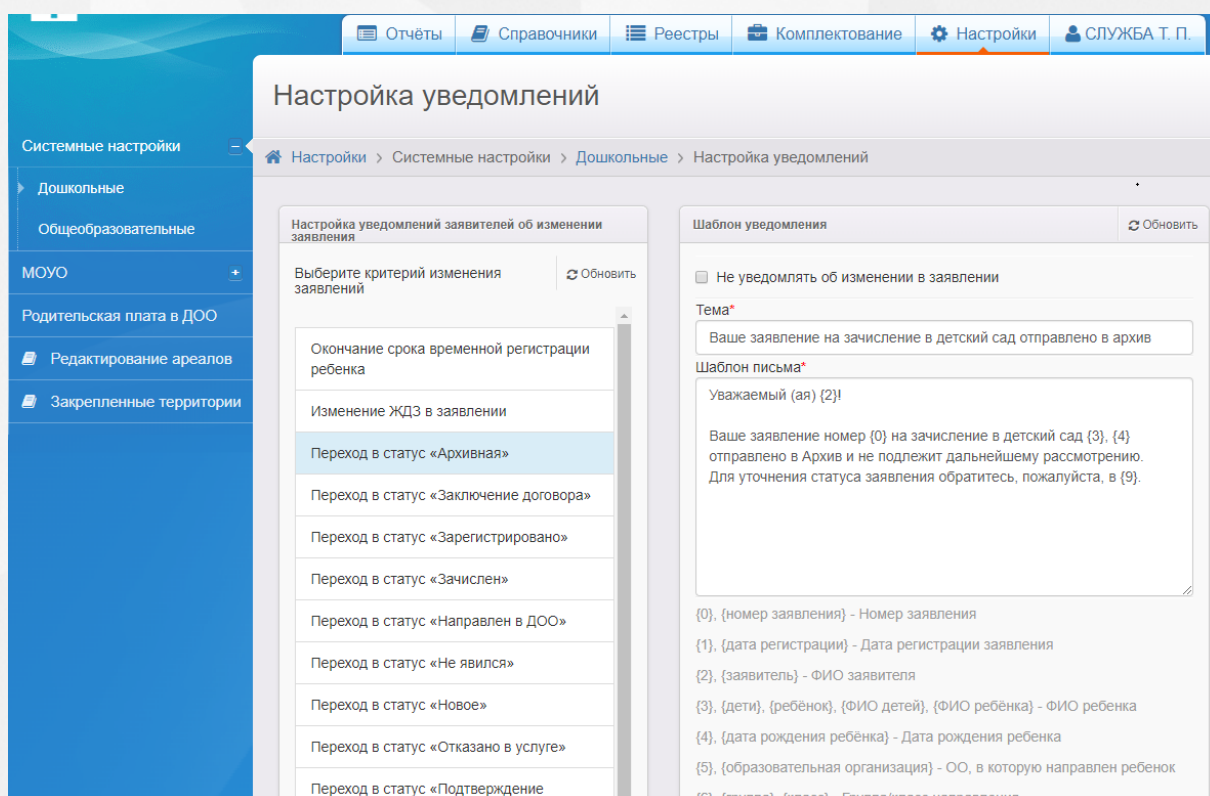 Отчёты
Справочники
Реестры
Комплектование
Настройки
СЛУЖБА Т. П.
Настройка уведомлений
Системные настройки
Дошкольные
Общеобразовательные
МОУО
Родительская плата в ДОО
Редактирование ареалов
Закрепленные территории
Настройки > Системные настройки > Дошкольные > Настройка уведомлений
Настройка уведомлений заявителей об изменении
заявления
Выберите критерий изменения
заявлений
Обновить
Окончание срока временной регистрации
ребенка
Изменение ЖДЗ в заявлении
Переход в статус «Архивная»
Переход в статус «Заключение договора»
Переход в статус «Зарегистрировано»
Переход в статус «Зачислен»
Переход в статус «Направлен в ДОО»
Переход в статус «Не явился»
Переход в статус «Новое»
Переход в статус «Отказано в услуге»
Переход в статус «Подтверждение
Шаблон уведомления
Обновить
Не уведомлять об изменении в заявлении
Тема*
Ваше заявление на зачисление в детский сад отправлено в архив
Шаблон письма*
Уважаемый (ая) {2}!
Ваше заявление номер {0} на зачисление в детский сад {3}, {4}
отправлено в Архив и не подлежит дальнейшему рассмотрению.
Для уточнения статуса заявления обратитесь, пожалуйста, в {9}.
{0}, {номер заявления} - Номер заявления
{1}, {дата регистрации} - Дата регистрации заявления
{2}, {заявитель} - ФИО заявителя
{3}, {дети}, {ребёнок}, {ФИО детей}, {ФИО ребёнка} - ФИО ребенка
{4}, {дата рождения ребёнка} - Дата рождения ребенка
{5}, {образовательная организация} - ОО, в которую направлен ребенок